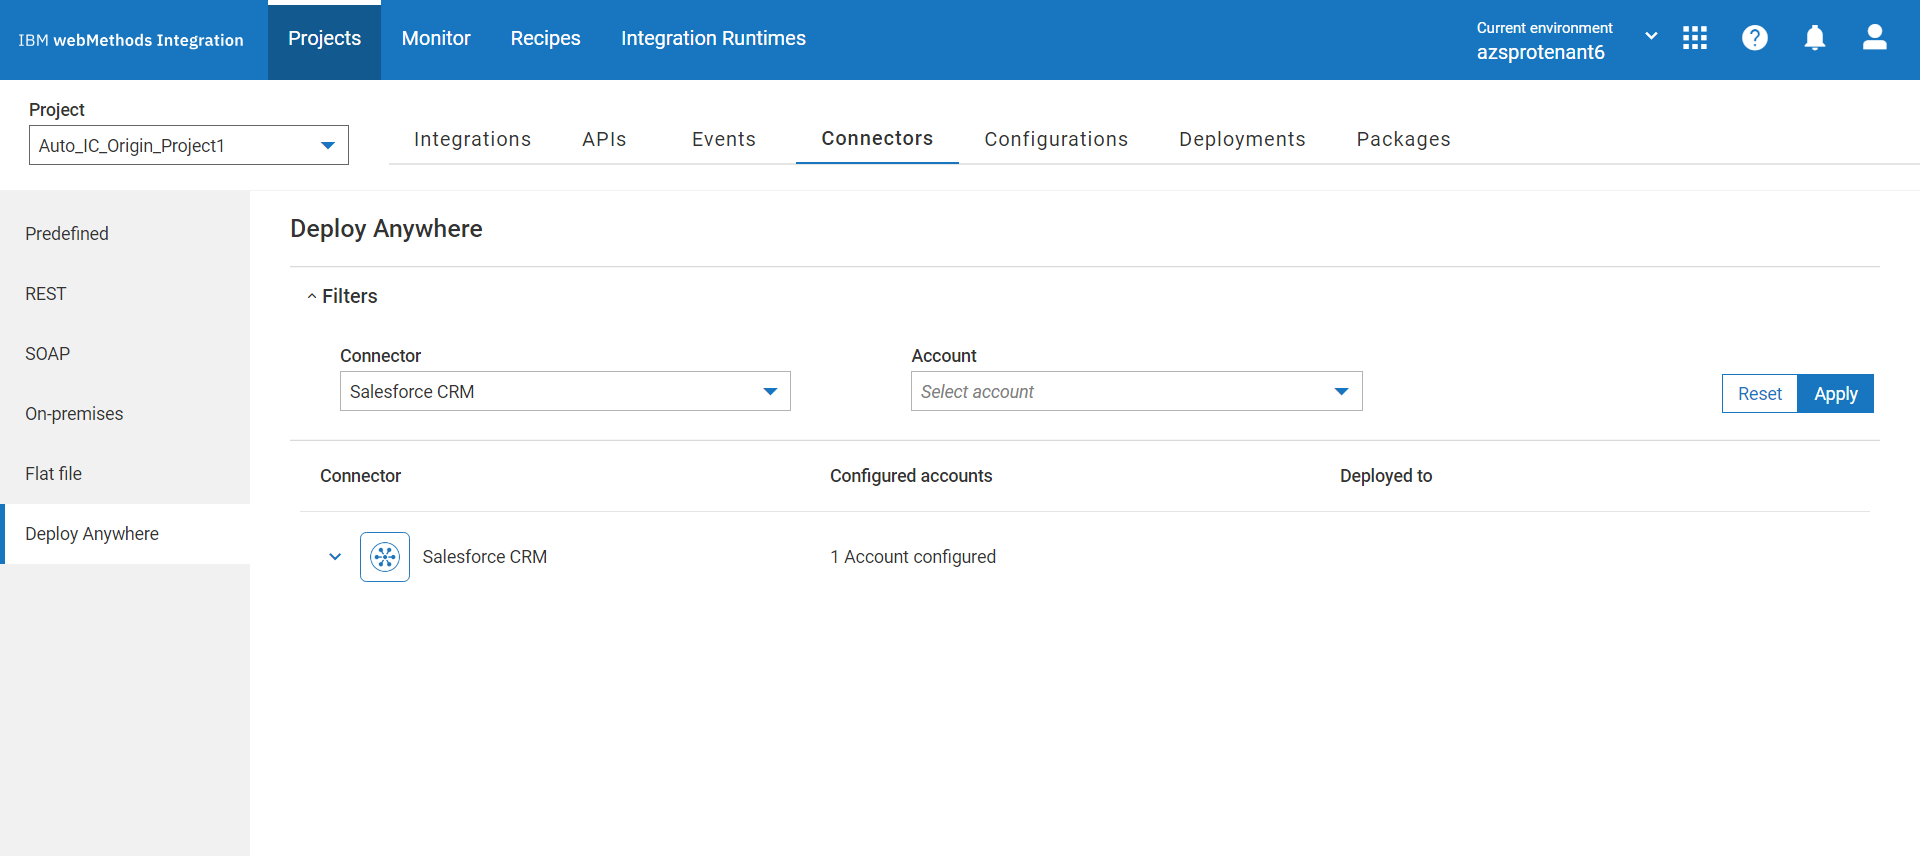 IBM webMethods Integration
Projects
Monitor
Recipes
Integration Runtimes
Current environment
azsprotenant6
Project
Auto_IC_Origin_Project1
Integrations
APIs
Events
Connectors
Configurations
Deployments
Packages
Predefined
REST
SOAP
On-premises
Flat file
Deploy Anywhere
Deploy Anywhere
Filters
Connector
Account
Salesforce CRM
Select account
Reset
Apply
Connector
Configured accounts
Deployed to
Salesforce CRM
1 Account configured